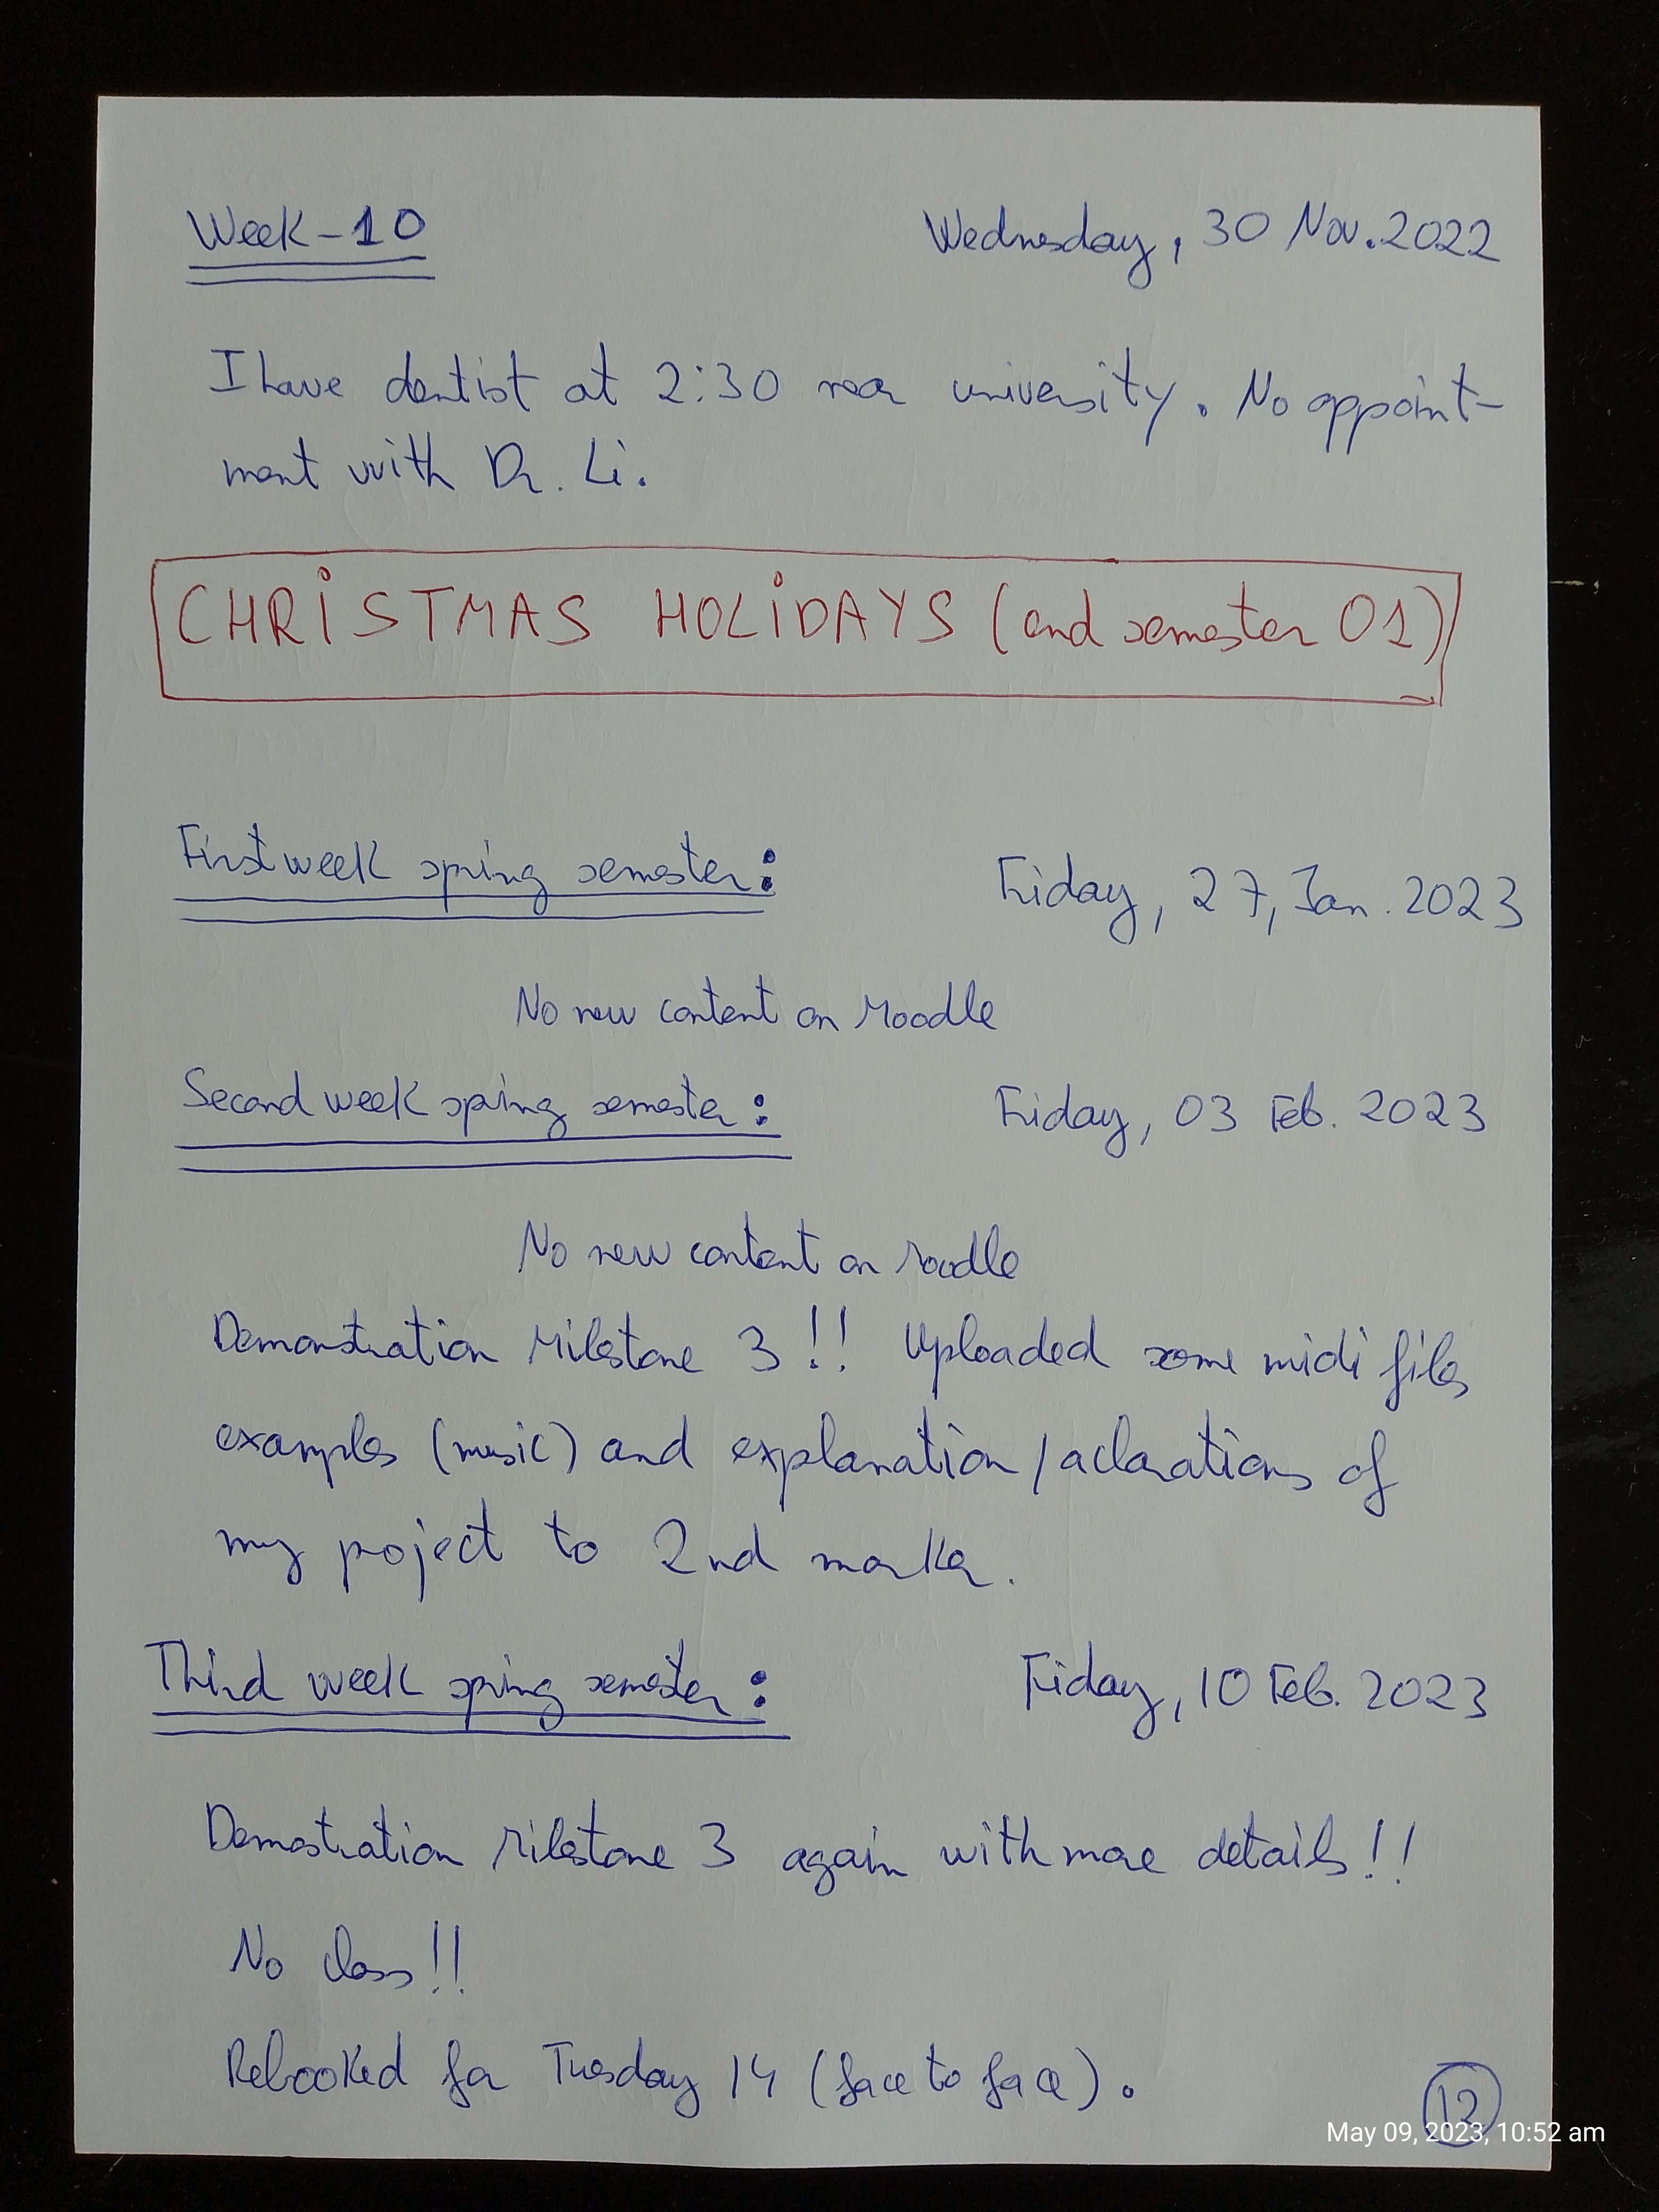 Week-10
Wednesday, 30 Nov. 2022
I have dentist at 2:30 near university. No appoint-
ment with Dr. Li.
CHRISTMAS HOLIDAYS (end semester 01)
First week spring semester:
Friday, 27, Jan. 2023
No new content on Moodle
Second week spring semester:
Friday, 03 Feb. 2023
No new content on Moodle
Demonstration Milestone 3!! Uploaded some midi files
examples (music) and explanation/aclarations of
my project to 2nd marker.
Third week spring semester:
Friday, 10 Feb. 2023
Demostration Milestone 3 again with more details!!
No class!!
Rebooked for Tuesday 14 (face to face).
12
May 09, 2023, 10:52 am